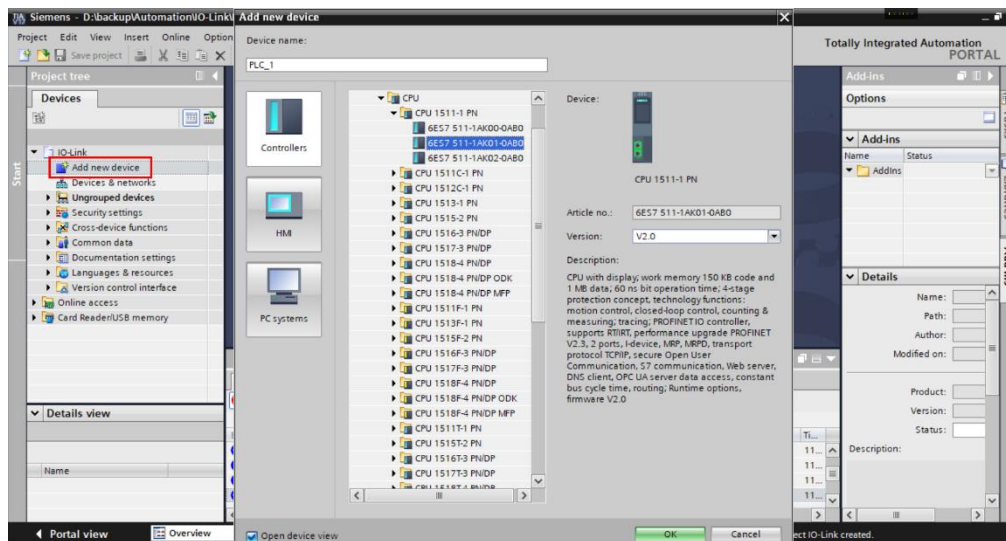 Siemens - D:\backup\Automation\IO-Link\
Add new device
Project Edit View Insert Online Option
Save project
Totally Integrated Automation
PORTAL
Project tree
Devices
Start
IO-Link
Add new device
Devices & networks
Ungrouped devices
Security settings
Cross-device functions
Common data
Documentation settings
Languages & resources
Version control interface
Online access
Card Reader/USB memory
Details view
Name
Portal view
Overview
Device name:
PLC_1
Controllers
HMI
PC systems
CPU
CPU 1511-1 PN
6ES7 511-1AK00-0AB0
6ES7 511-1AK01-0AB0
6ES7 511-1AK02-0AB0
CPU 1511C-1 PN
CPU 1512C-1 PN
CPU 1513-1 PN
CPU 1515-2 PN
CPU 1516-3 PN/DP
CPU 1517-3 PN/DP
CPU 1518-4 PN/DP
CPU 1518-4 PN/DP ODK
CPU 1518-4 PN/DP MFP
CPU 1511F-1 PN
CPU 1513F-1 PN
CPU 1515F-2 PN
CPU 1516F-3 PN/DP
CPU 1517F-3 PN/DP
CPU 1518F-4 PN/DP
CPU 1518F-4 PN/DP ODK
CPU 1518F-4 PN/DP MFP
CPU 1511T-1 PN
CPU 1515T-2 PN
CPU 1516T-3 PN/DP
CPU 1517T-3 PN/DP
CPU 1518T-4 PN/DP
Device:
CPU 1511-1 PN
Article no.: 6ES7 511-1AK01-0AB0
Version: V2.0
Description:
CPU with display; work memory 150 KB code and
1 MB data; 60 ns bit operation time; 4-stage
protection concept, technology functions:
motion control, closed-loop control, counting &
measuring; tracing; PROFINET IO controller,
supports RT/IRT, performance upgrade PROFINET
V2.3, 2 ports, I-device, MRP, MRPD, transport
protocol TCP/IP, secure Open User
Communication, S7 communication, Web server,
DNS client, OPC UA server data access, constant
bus cycle time, routing; Runtime options,
firmware V2.0
Open device view
OK
Cancel
Add-ins
Options
Add-ins
Name Status
AddIns
Details
Name:
Path:
Author:
Modified on:
Product:
Version:
Status:
Description:
Ti...
11...
11...
11...
11...
ect IO-Link created.